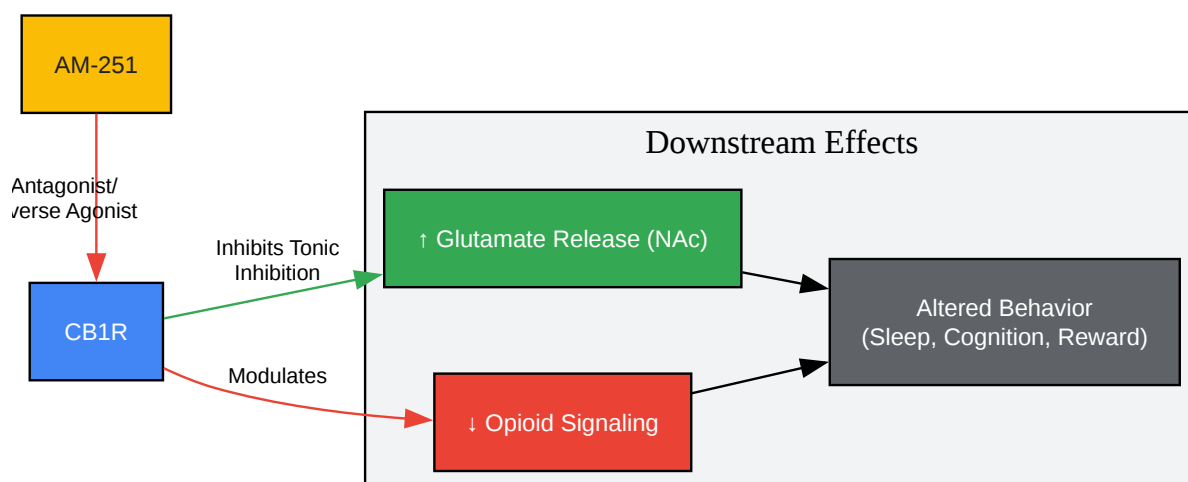 AM-251
Antagonist/
verse Agonist
CB1R
Inhibits Tonic
Inhibition
Modulates
Downstream Effects
↑ Glutamate Release (NAc)
↓ Opioid Signaling
Altered Behavior
(Sleep, Cognition, Reward)